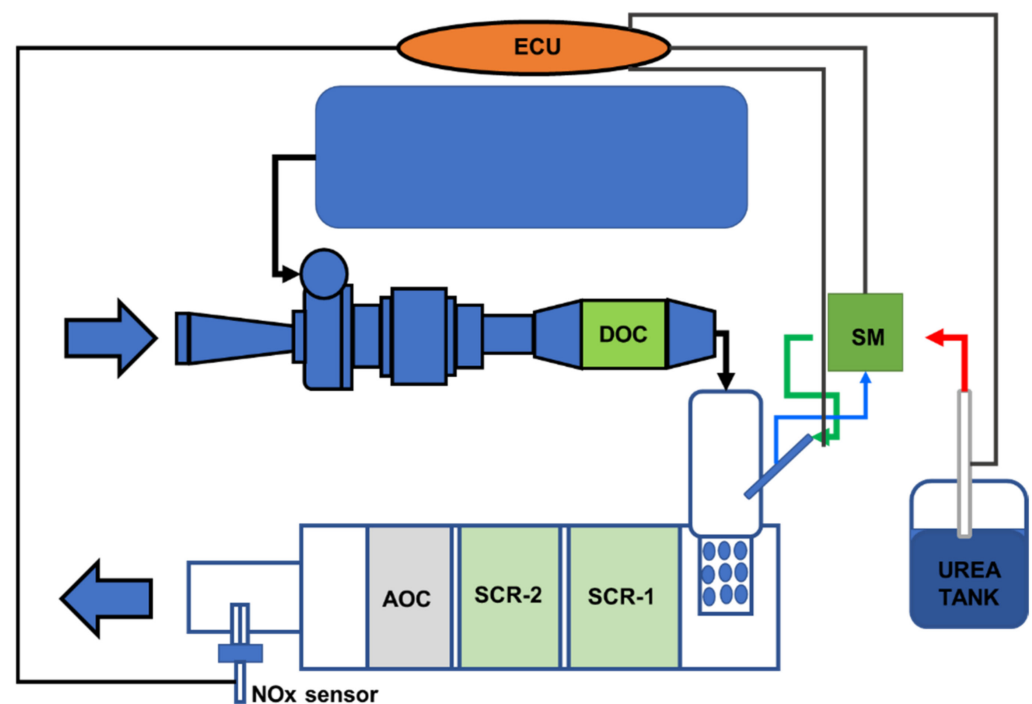 ECU
DOC
SM
AOC
SCR-2
SCR-1
UREA
TANK
NOx sensor